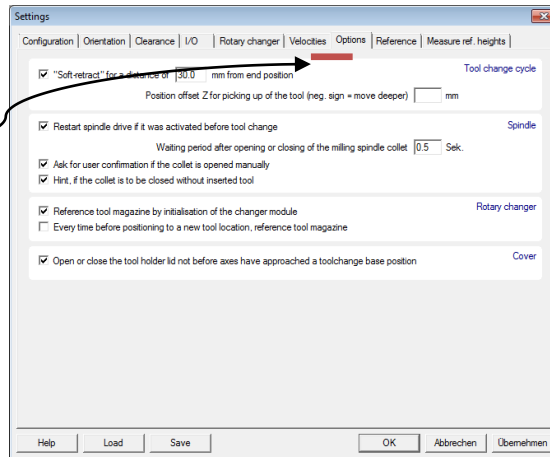 Settings
Configuration Orientation Clearance I/O Rotary changer Velocities Options Reference Measure ref. heights
Tool change cycle
"Soft-retract" for a distance of 30.0 mm from end position
Position offset Z for picking up of the tool (neg. sign = move deeper) mm
Spindle
Restart spindle drive if it was activated before tool change
Waiting period after opening or closing of the milling spindle collet 0.5 Sek.
Ask for user confirmation if the collet is opened manually
Hint, if the collet is to be closed without inserted tool
Rotary changer
Reference tool magazine by initialisation of the changer module
Every time before positioning to a new tool location, reference tool magazine
Cover
Open or close the tool holder lid not before axes have approached a toolchange base position
Help Load Save OK Abbrechen Übernehmen